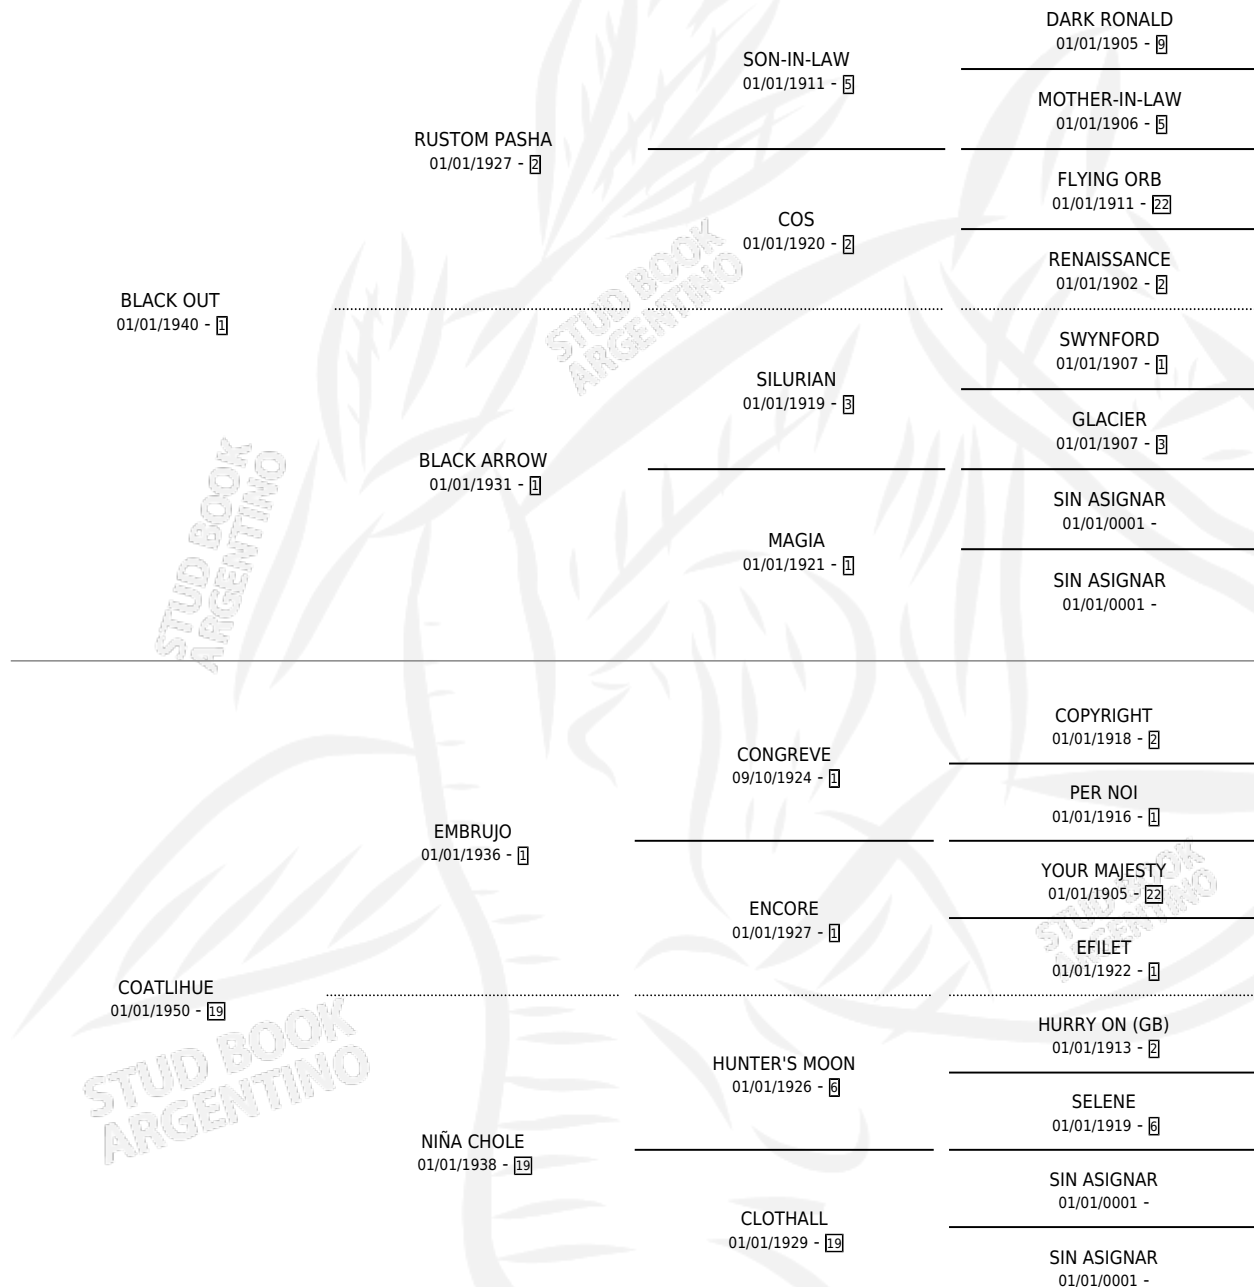 DARK RONALD
01/01/1905 - 9
SON-IN-LAW
01/01/1911 - 5
MOTHER-IN-LAW
01/01/1906 - 5
RUSTOM PASHA
01/01/1927 - 2
FLYING ORB
01/01/1911 - 22
COS
01/01/1920 - 2
RENAISSANCE
01/01/1902 - 2
BLACK OUT
01/01/1940 - 1
SWYNFORD
01/01/1907 - 1
SILURIAN
01/01/1919 - 3
GLACIER
01/01/1907 - 3
BLACK ARROW
01/01/1931 - 1
SIN ASIGNAR
01/01/0001 -
MAGIA
01/01/1921 - 1
SIN ASIGNAR
01/01/0001 -
COPYRIGHT
01/01/1918 - 2
CONGREVE
09/10/1924 - 1
PER NOI
01/01/1916 - 1
EMBRUJO
01/01/1936 - 1
YOUR MAJESTY
01/01/1905 - 22
ENCORE
01/01/1927 - 1
EFILET
01/01/1922 - 1
COATLIHUE
01/01/1950 - 19
HURRY ON (GB)
01/01/1913 - 2
HUNTER'S MOON
01/01/1926 - 6
SELENE
01/01/1919 - 6
NIÑA CHOLE
01/01/1938 - 19
SIN ASIGNAR
01/01/0001 -
CLOTHALL
01/01/1929 - 19
SIN ASIGNAR
01/01/0001 -
STUD BOOK
ARGENTINO
STUD BOOK
ARGENTINO
STUD BOOK
ARGENTINO
STUD BOOK
ARGENTINO